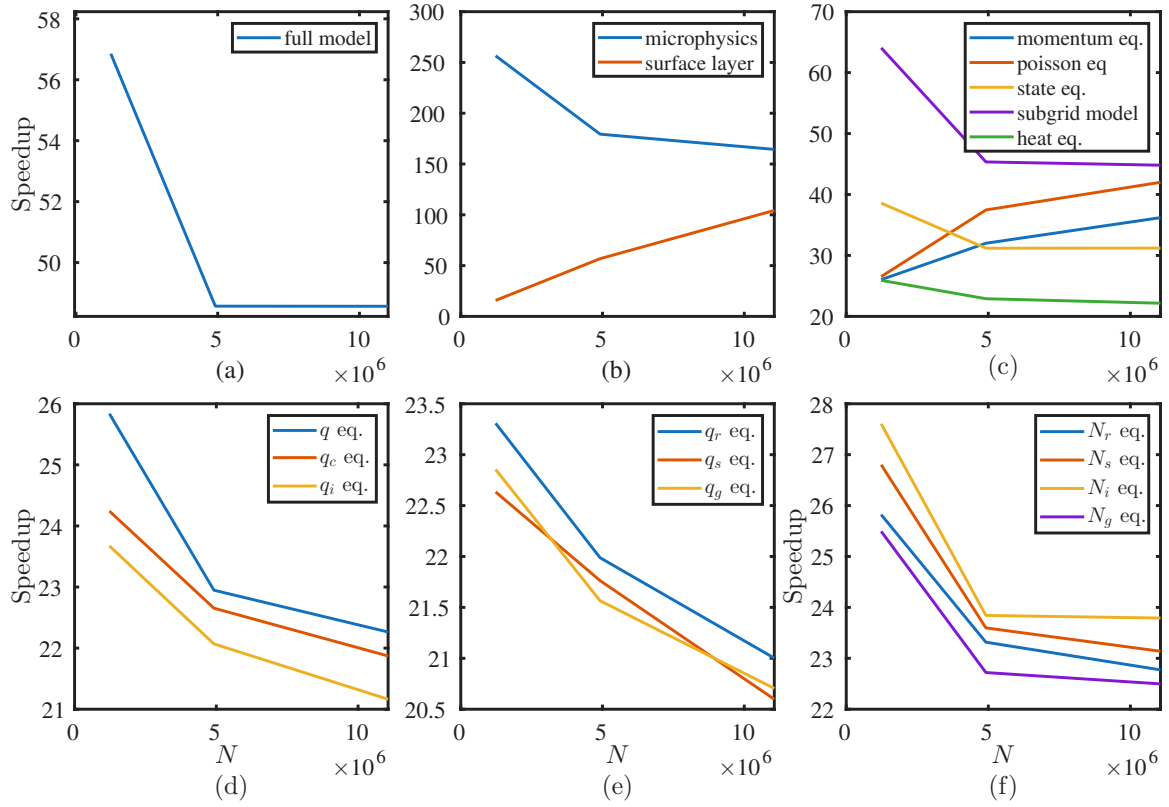 58
56
54
52
50
Speedup
full model
0
5
10
×10^6
(a)
300
250
200
150
100
50
0
microphysics
surface layer
0
5
10
×10^6
(b)
70
60
50
40
30
20
momentum eq.
poisson eq
state eq.
subgrid model
heat eq.
0
5
10
×10^6
(c)
26
25
24
23
22
21
Speedup
q eq.
q_c eq.
q_i eq.
0
5
10
N
×10^6
(d)
23.5
23
22.5
22
21.5
21
20.5
q_r eq.
q_s eq.
q_g eq.
0
5
10
N
×10^6
(e)
28
27
26
25
24
23
22
Speedup
N_r eq.
N_s eq.
N_i eq.
N_g eq.
0
5
10
N
×10^6
(f)